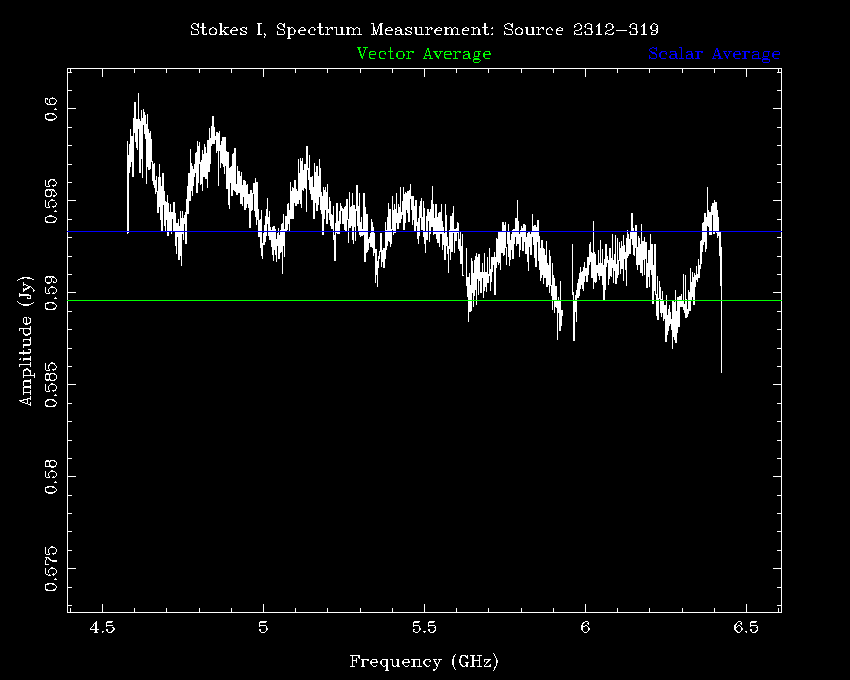 Stokes I, Spectrum Measurement: Source 2312-319
Vector Average
Scalar Average
0.6
0.595
0.59
0.585
0.58
0.575
Amplitude (Jy)
4.5 5 5.5 6 6.5
Frequency (GHz)